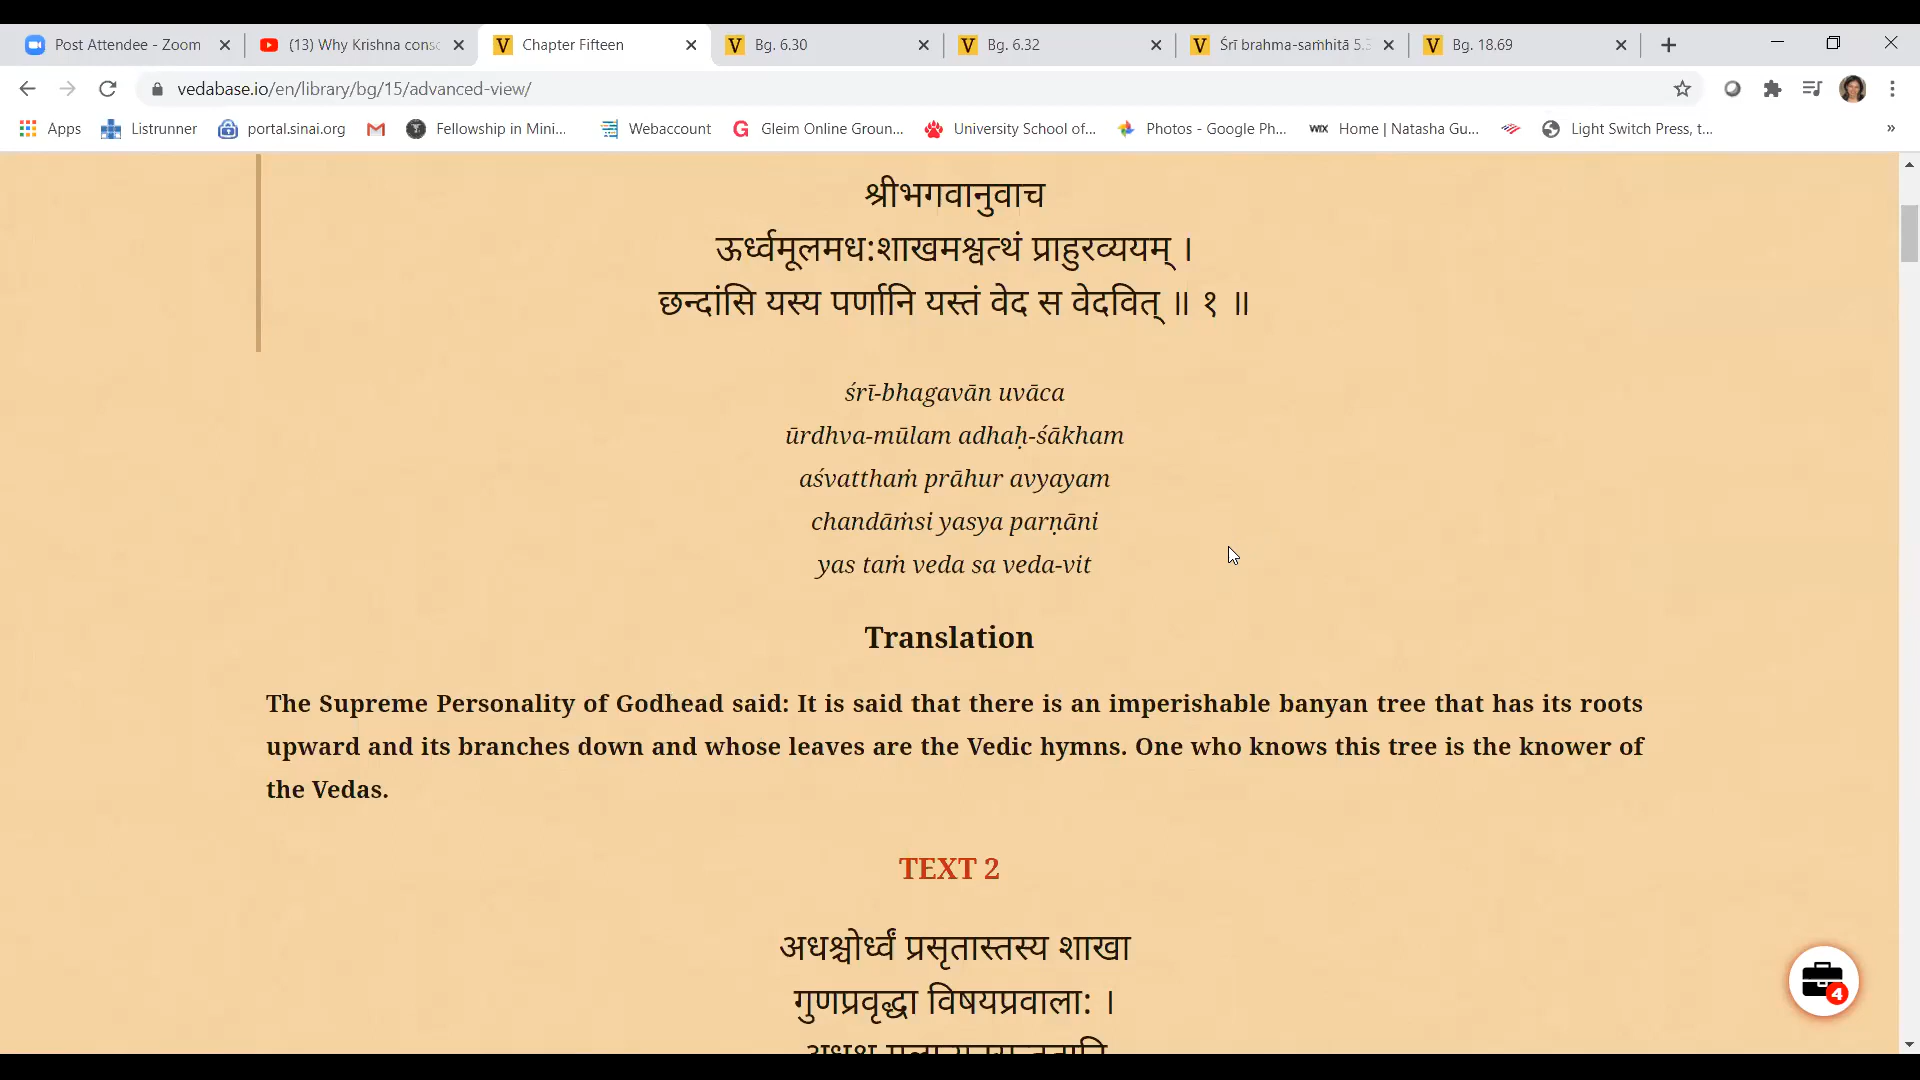 Post Attendee - Zoom
(13) Why Krishna consc
Chapter Fifteen
Bg. 6.30
Bg. 6.32
Śrī brahma-saṁhitā 5.3
Bg. 18.69
vedabase.io/en/library/bg/15/advanced-view/
Apps
Listrunner
portal.sinai.org
Fellowship in Mini...
Webaccount
Gleim Online Groun...
University School of...
Photos - Google Ph...
WIX
Home | Natasha Gu...
Light Switch Press, t...
»
श्रीभगवानुवाच
ऊर्ध्वमूलमध:शाखमश्वत्थं प्राहुरव्ययम् ।
छन्दांसि यस्य पर्णानि यस्तं वेद स वेदवित् ॥ १ ॥
śrī-bhagavān uvāca
ūrdhva-mūlam adhaḥ-śākham
aśvatthaṁ prāhur avyayam
chandāṁsi yasya parṇāni
yas taṁ veda sa veda-vit
Translation
The Supreme Personality of Godhead said: It is said that there is an imperishable banyan tree that has its roots
upward and its branches down and whose leaves are the Vedic hymns. One who knows this tree is the knower of
the Vedas.
TEXT 2
अधश्चोर्ध्वं प्रसृतास्तस्य शाखा
गुणप्रवृद्धा विषयप्रवाला: ।
4